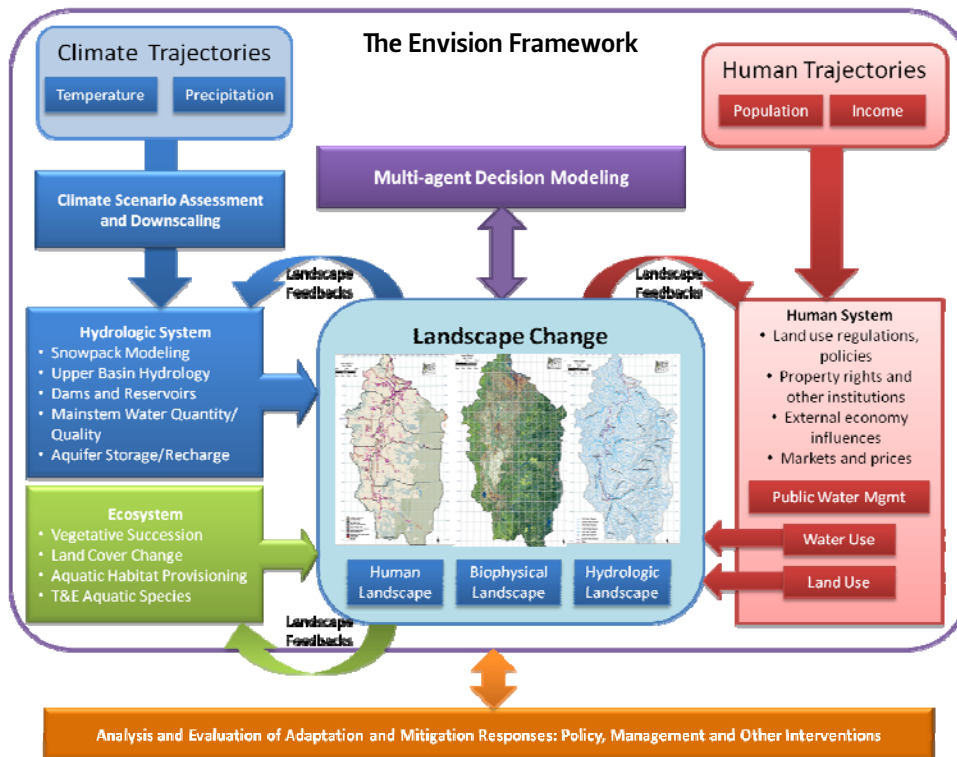 The Envision Framework
Climate Trajectories
Temperature
Precipitation
Human Trajectories
Population
Income
Climate Scenario Assessment
and Downscaling
Multi-agent Decision Modeling
Landscape
Feedbacks
Landscape
Feedbacks
Hydrologic System
• Snowpack Modeling
• Upper Basin Hydrology
• Dams and Reservoirs
• Mainstem Water Quantity/
Quality
• Aquifer Storage/Recharge
Landscape Change
Human System
• Land use regulations,
policies
• Property rights and
other institutions
• External economy
influences
• Markets and prices
Public Water Mgmt
Water Use
Land Use
Ecosystem
• Vegetative Succession
• Land Cover Change
• Aquatic Habitat Provisioning
• T&E Aquatic Species
Human
Landscape
Biophysical
Landscape
Hydrologic
Landscape
Landscape
Feedbacks
Analysis and Evaluation of Adaptation and Mitigation Responses: Policy, Management and Other Interventions